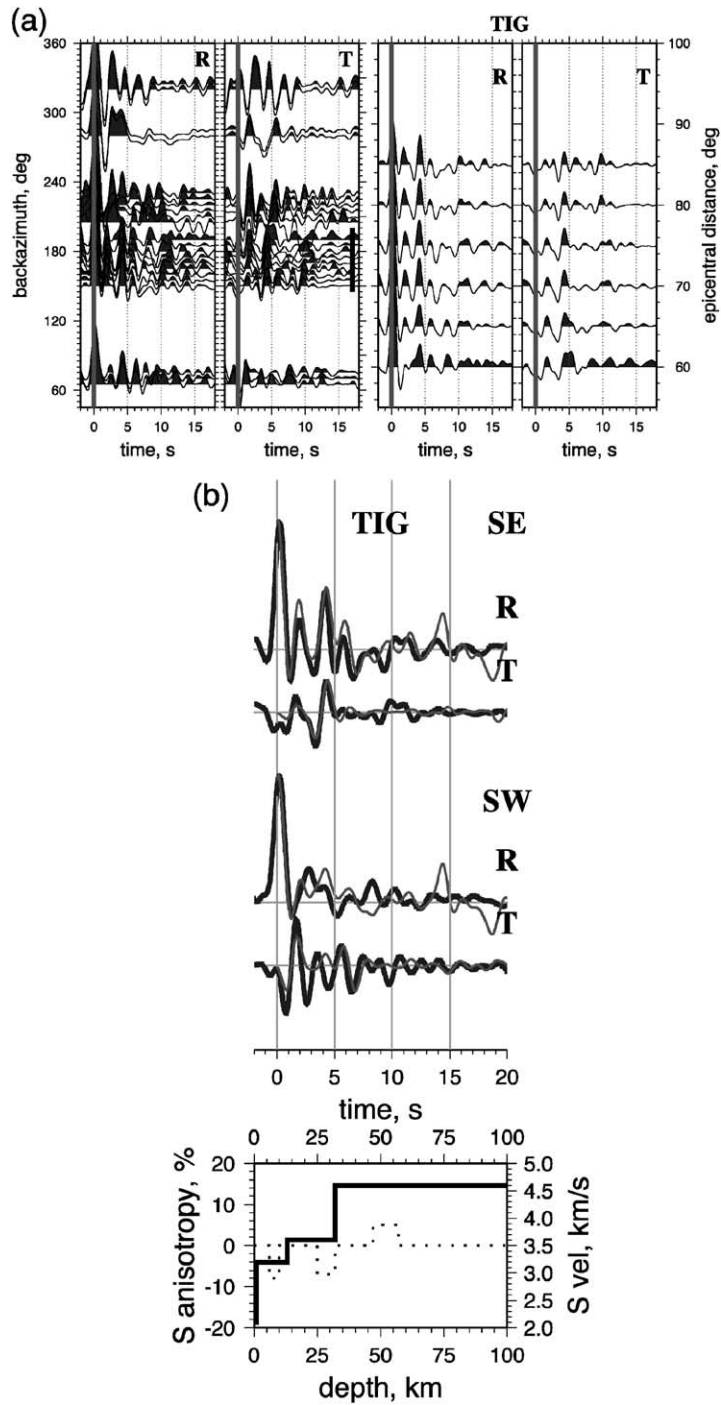 (a)
TIG
R T R T
360
300
240
180
120
60
backazimuth, deg
100
90
80
70
60
epicentral distance, deg
0 5 10 15 0 5 10 15 0 5 10 15 0 5 10 15
time, s time, s time, s time, s
(b)
TIG SE
R
T
SW
R
T
0 5 10 15 20
time, s
0 25 50 75 100
20
10
0
-10
-20
S anisotropy, %
5.0
4.5
4.0
3.5
3.0
2.5
2.0
S vel, km/s
0 25 50 75 100
depth, km